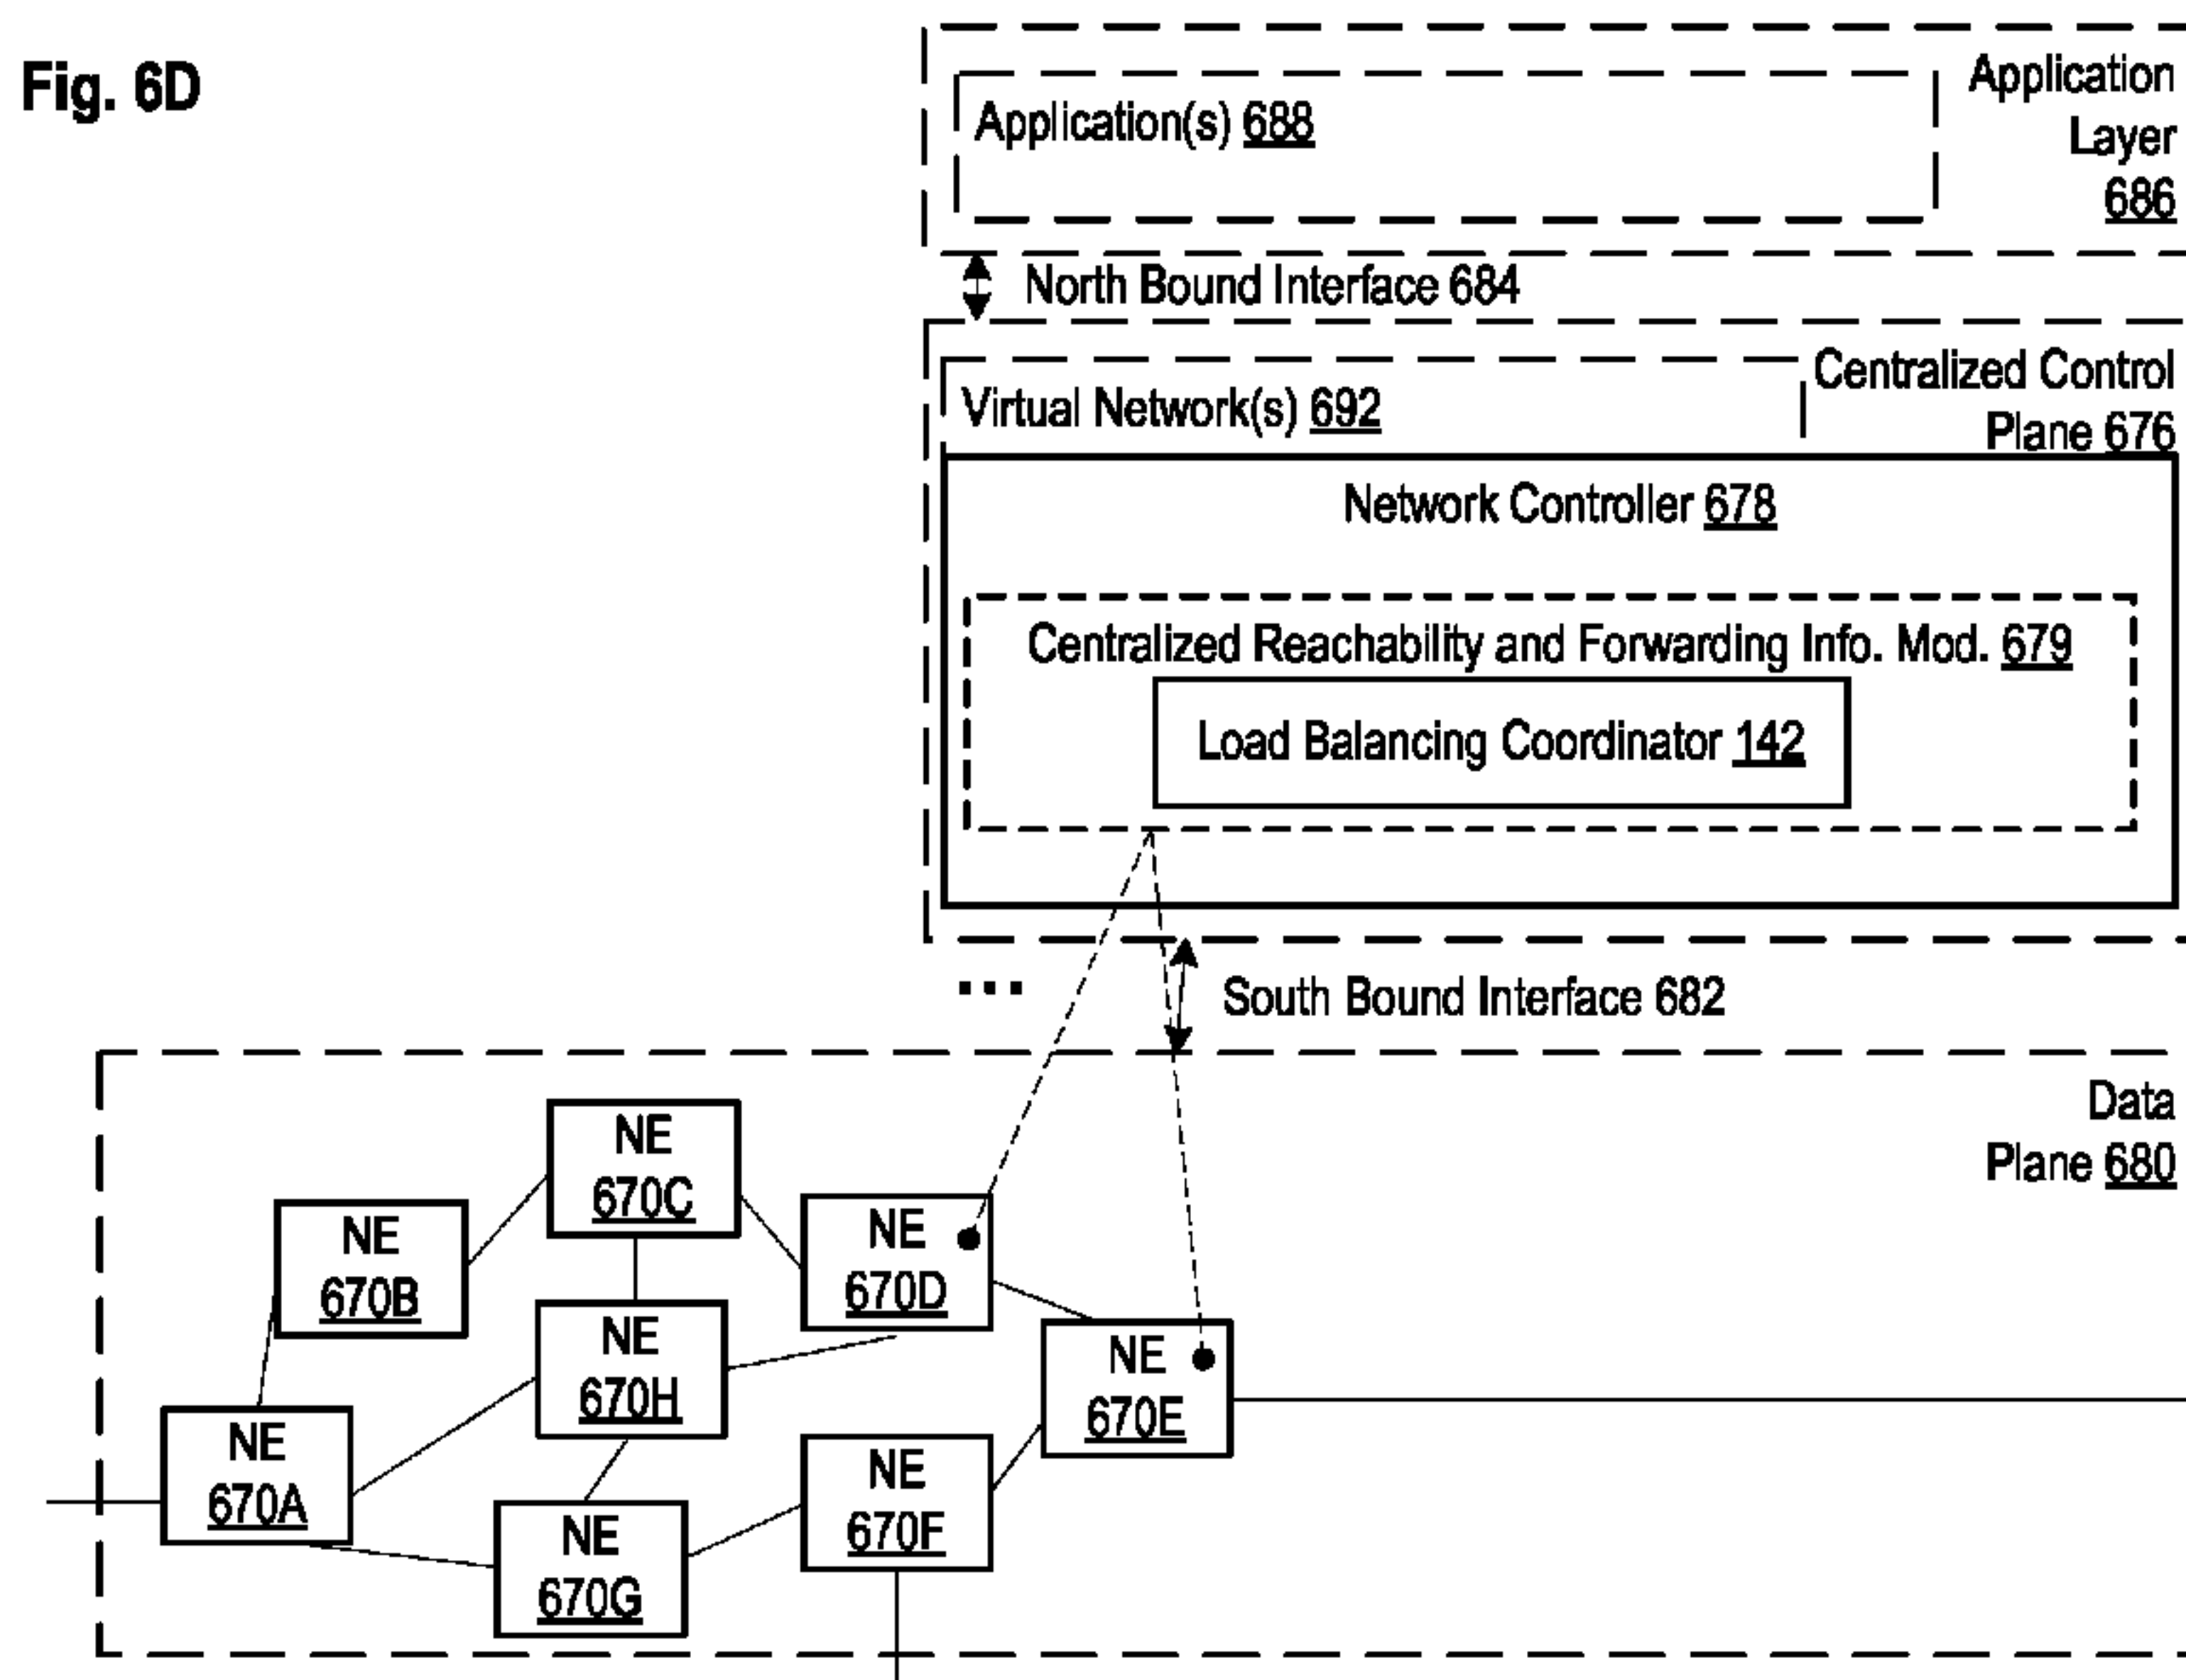 Fig. 6D
Application(s) 688
Application
Layer
686
North Bound Interface 684
Virtual Network(s) 692
Centralized Control
Plane 676
Network Controller 678
Centralized Reachability and Forwarding Info. Mod. 679
Load Balancing Coordinator 142
...
South Bound Interface 682
Data
Plane 680
NE
670C
NE
670B
NE
670D
NE
670H
NE
670E
NE
670A
NE
670F
NE
670G